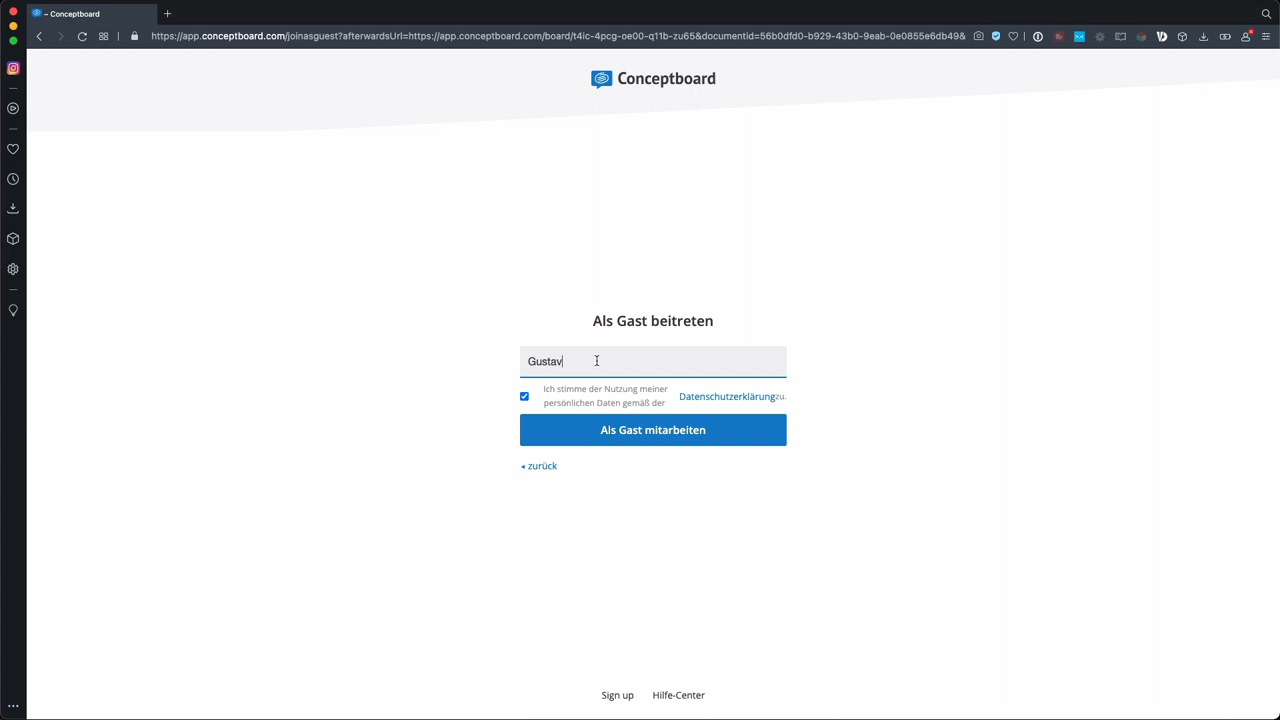 – Conceptboard
https://app.conceptboard.com/joinasguest?afterwardsUrl=https://app.conceptboard.com/board/t4ic-4pcg-oe00-q11b-zu65&documentid=56b0dfd0-b929-43b0-9eab-0e0855e6db49&
Conceptboard
Als Gast beitreten
Gustav
Ich stimme der Nutzung meiner
persönlichen Daten gemäß der
Datenschutzerklärungzu.
Als Gast mitarbeiten
◂ zurück
Sign up Hilfe-Center